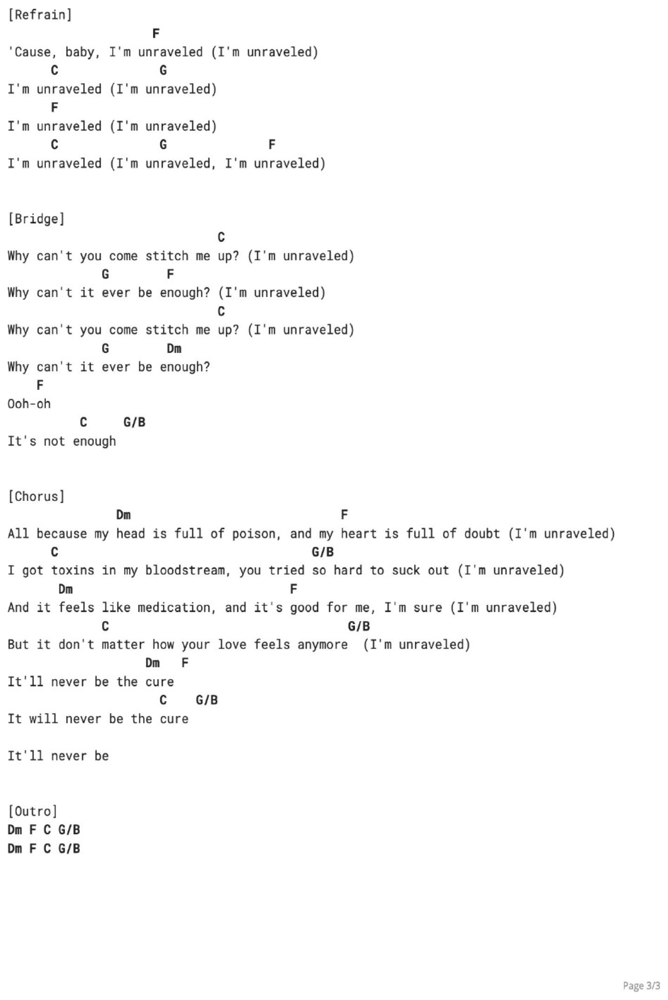 [Refrain]
                    F
'Cause, baby, I'm unraveled (I'm unraveled)
      C              G
I'm unraveled (I'm unraveled)
      F
I'm unraveled (I'm unraveled)
      C              G              F
I'm unraveled (I'm unraveled, I'm unraveled)
[Bridge]
                             C
Why can't you come stitch me up? (I'm unraveled)
             G        F
Why can't it ever be enough? (I'm unraveled)
                             C
Why can't you come stitch me up? (I'm unraveled)
             G        Dm
Why can't it ever be enough?
    F
Ooh-oh
          C     G/B
It's not enough
[Chorus]
               Dm                             F
All because my head is full of poison, and my heart is full of doubt (I'm unraveled)
      C                                   G/B
I got toxins in my bloodstream, you tried so hard to suck out (I'm unraveled)
       Dm                              F
And it feels like medication, and it's good for me, I'm sure (I'm unraveled)
             C                                 G/B
But it don't matter how your love feels anymore  (I'm unraveled)
                   Dm   F
It'll never be the cure
                     C    G/B
It will never be the cure
It'll never be
[Outro]
Dm F C G/B
Dm F C G/B
Page 3/3